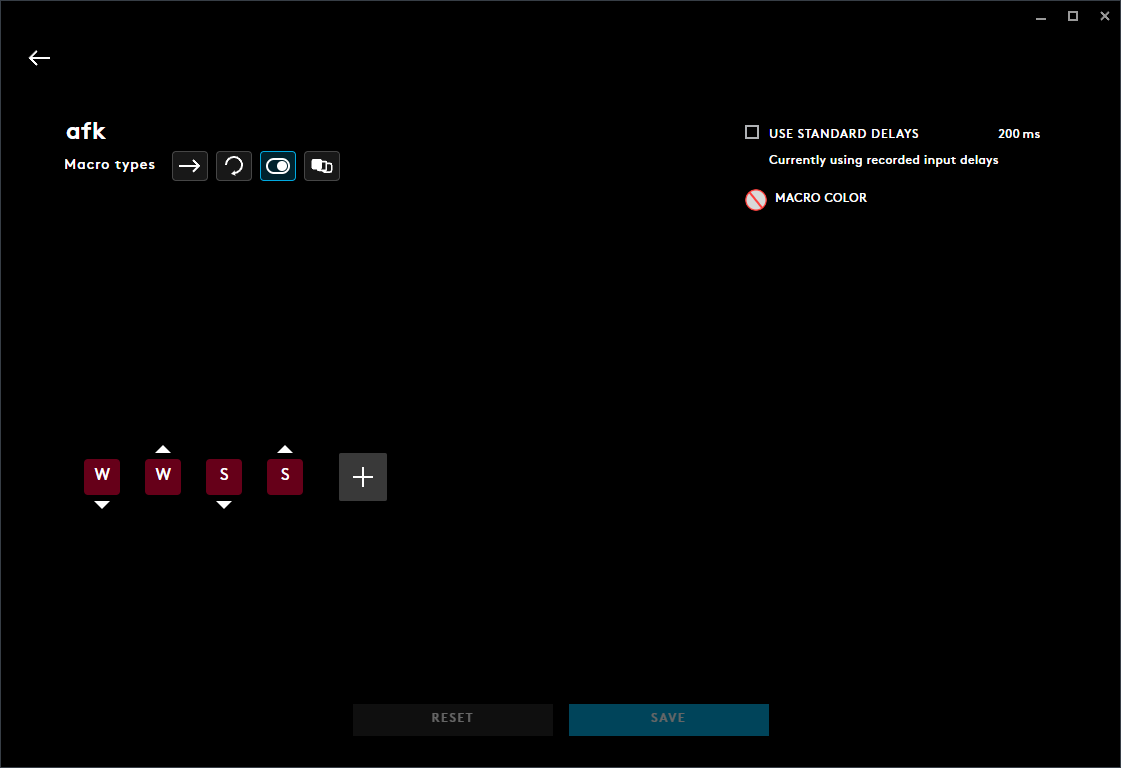 afk
Macro types
USE STANDARD DELAYS 200 ms
Currently using recorded input delays
MACRO COLOR
W W S S
RESET SAVE